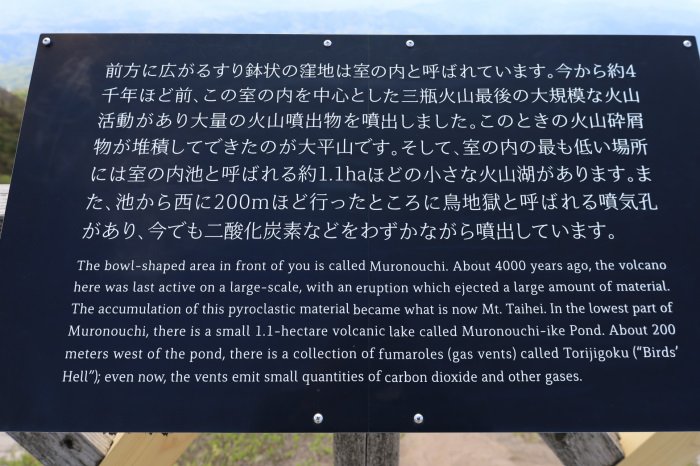 前方に広がるすり鉢状の窪地は室の内と呼ばれています。今から約4
千年ほど前、この室の内を中心とした三瓶火山最後の大規模な火山
活動があり大量の火山噴出物を噴出しました。このときの火山砕屑
物が堆積してできたのが太平山です。そして、室の内の最も低い場所
には室の内池と呼ばれる約1.1haほどの小さな火山湖があります。ま
た、池から西に200mほど行ったところに鳥地獄と呼ばれる噴気孔
があり、今でも二酸化炭素などをわずかながら噴出しています。
The bowl-shaped area in front of you is called Muronouchi. About 4000 years ago, the volcano
here was last active on a large-scale, with an eruption which ejected a large amount of material.
The accumulation of this pyroclastic material became what is now Mt. Taihei. In the lowest part of
Muronouchi, there is a small 1.1-hectare volcanic lake called Muronouchi-ike Pond. About 200
meters west of the pond, there is a collection of fumaroles (gas vents) called Torijigoku (“Birds’
Hell”); even now, the vents emit small quantities of carbon dioxide and other gases.